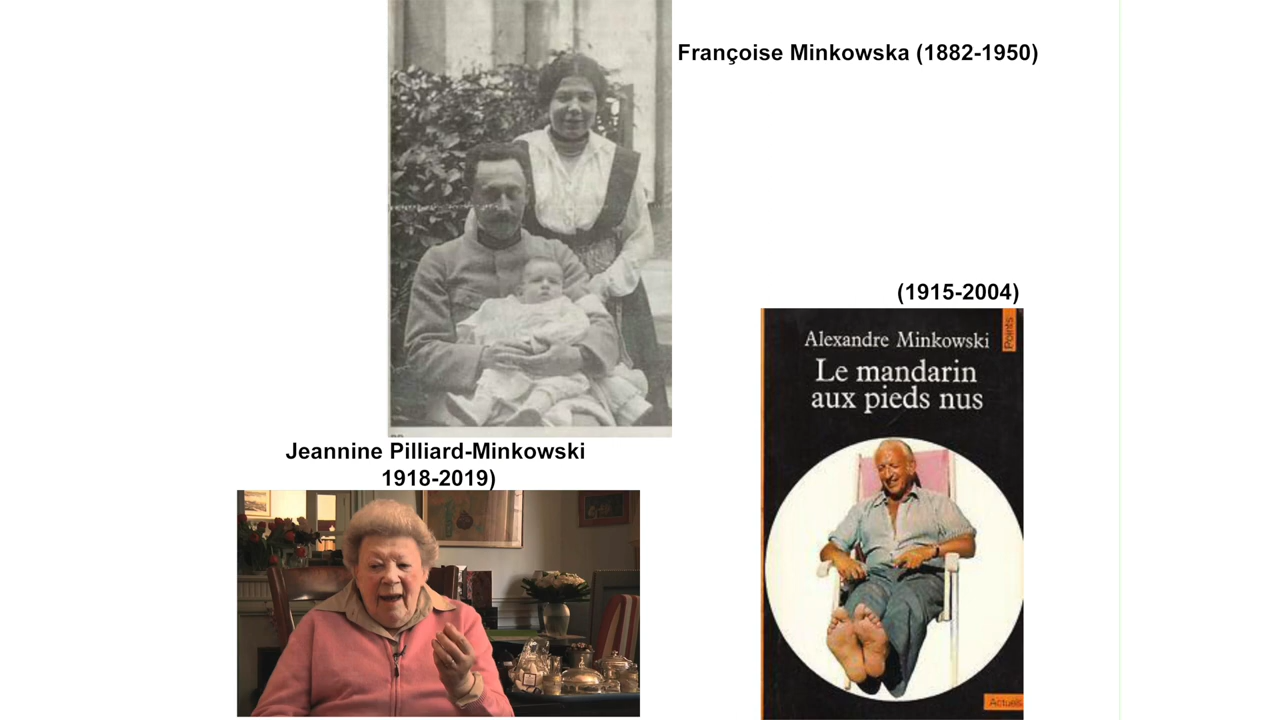 Françoise Minkowska (1882-1950)
(1915-2004)
Points
Alexandre Minkowski
Le mandarin
aux pieds nus
Actuels
Jeannine Pilliard-Minkowski
1918-2019)